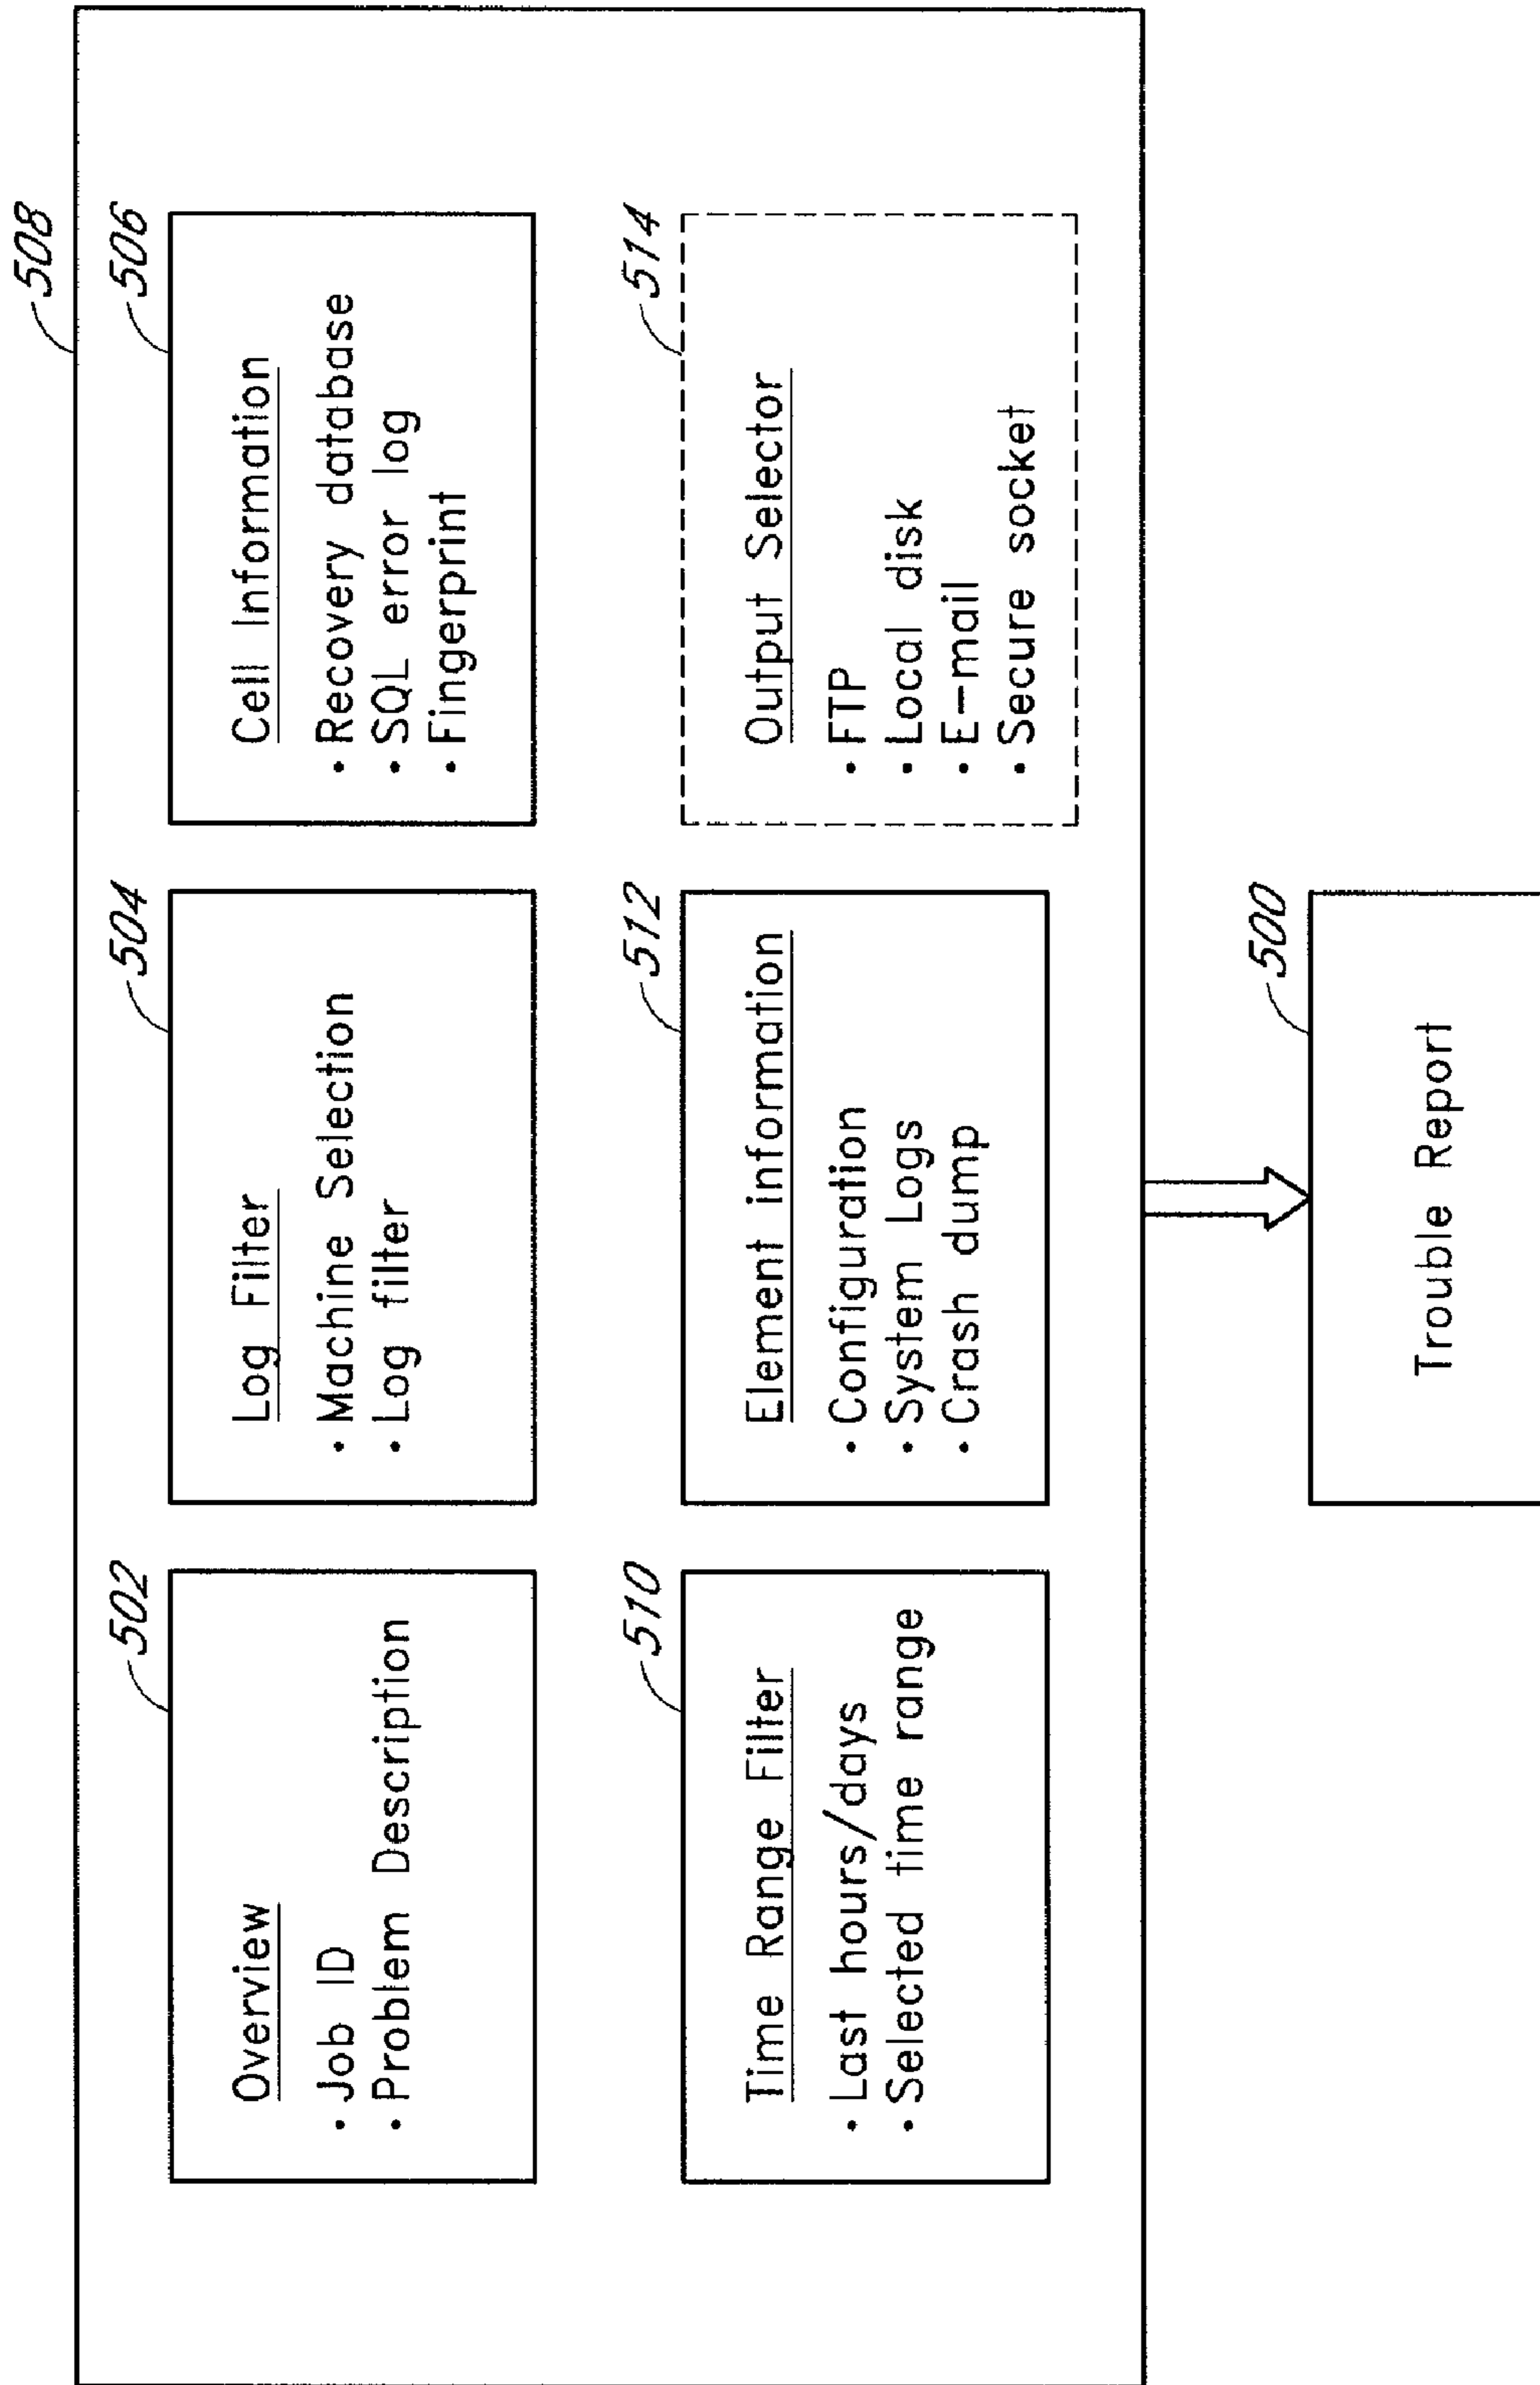 508
502
Overview
• Job ID
• Problem Description
504
Log Filter
• Machine Selection
• Log filter
506
Cell Information
• Recovery database
• SQL error log
• Fingerprint
510
Time Range Filter
• Last hours/days
• Selected time range
512
Element information
• Configuration
• System Logs
• Crash dump
514
Output Selector
• FTP
• Local disk
• E-mail
• Secure socket
500
Trouble Report